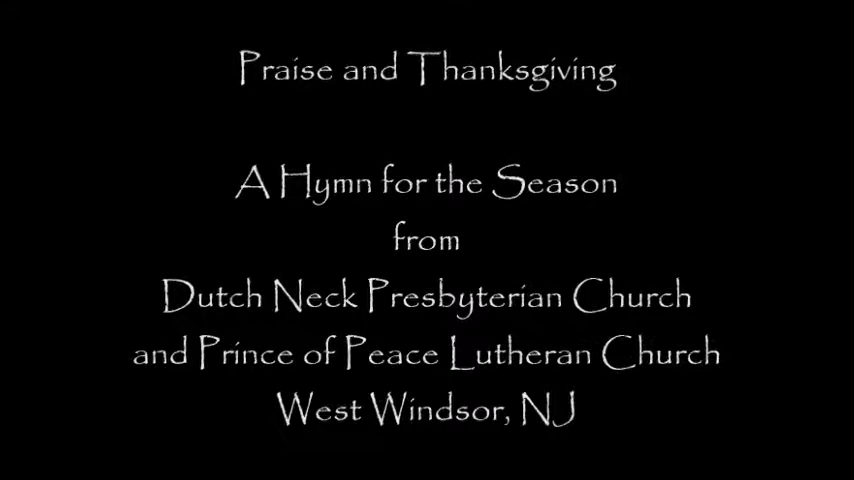 Praise and Thanksgiving
A Hymn for the Season
from
Dutch Neck Presbyterian Church
and Prince of Peace Lutheran Church
West Windsor, NJ